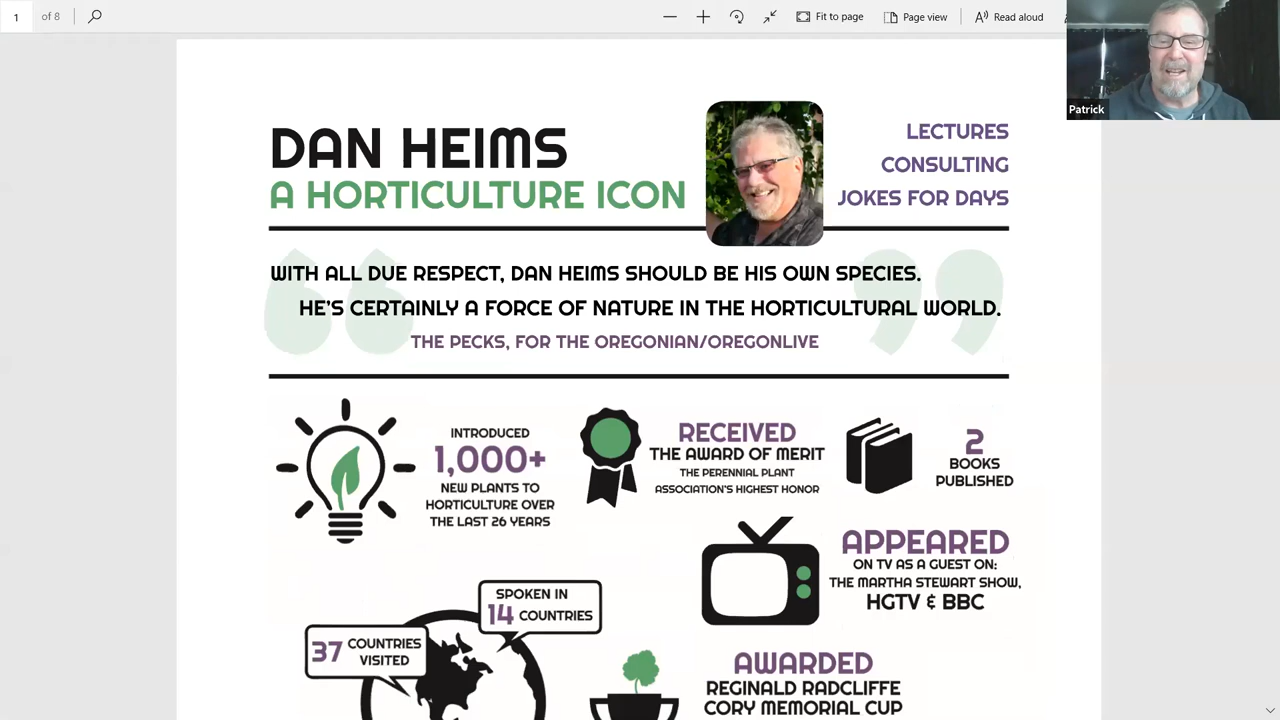 1 of 8
Fit to page
Page view
Read aloud
Patrick
DAN HEIMS
A HORTICULTURE ICON
LECTURES
CONSULTING
JOKES FOR DAYS
WITH ALL DUE RESPECT, DAN HEIMS SHOULD BE HIS OWN SPECIES.
HE'S CERTAINLY A FORCE OF NATURE IN THE HORTICULTURAL WORLD.
THE PECKS, FOR THE OREGONIAN/OREGONLIVE
INTRODUCED
1,000+
NEW PLANTS TO
HORTICULTURE OVER
THE LAST 26 YEARS
RECEIVED
THE AWARD OF MERIT
THE PERENNIAL PLANT
ASSOCIATION'S HIGHEST HONOR
2
BOOKS
PUBLISHED
APPEARED
ON TV AS A GUEST ON:
THE MARTHA STEWART SHOW,
HGTV & BBC
SPOKEN IN
14 COUNTRIES
37 COUNTRIES
VISITED
AWARDED
REGINALD RADCLIFFE
CORY MEMORIAL CUP